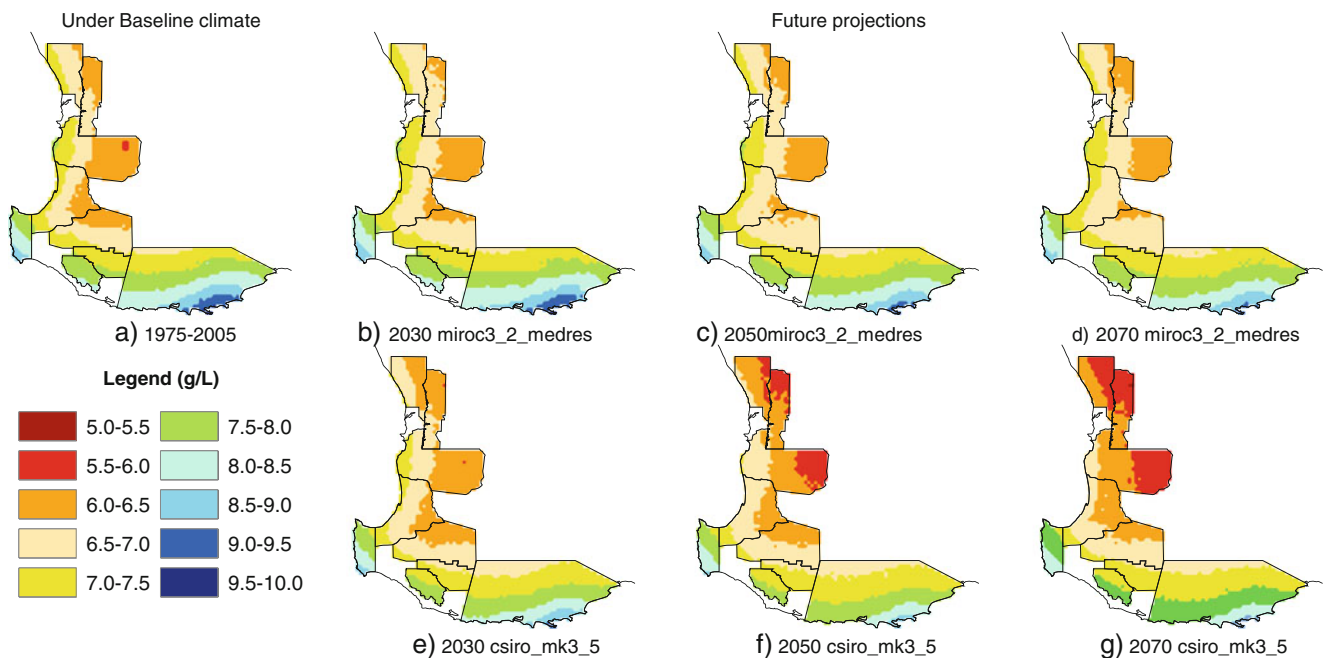 Under Baseline climate
Future projections
a) 1975-2005
b) 2030 miroc3_2_medres
c) 2050miroc3_2_medres
d) 2070 miroc3_2_medres
Legend (g/L)
5.0-5.5
7.5-8.0
5.5-6.0
8.0-8.5
6.0-6.5
8.5-9.0
6.5-7.0
9.0-9.5
7.0-7.5
9.5-10.0
e) 2030 csiro_mk3_5
f) 2050 csiro_mk3_5
g) 2070 csiro_mk3_5